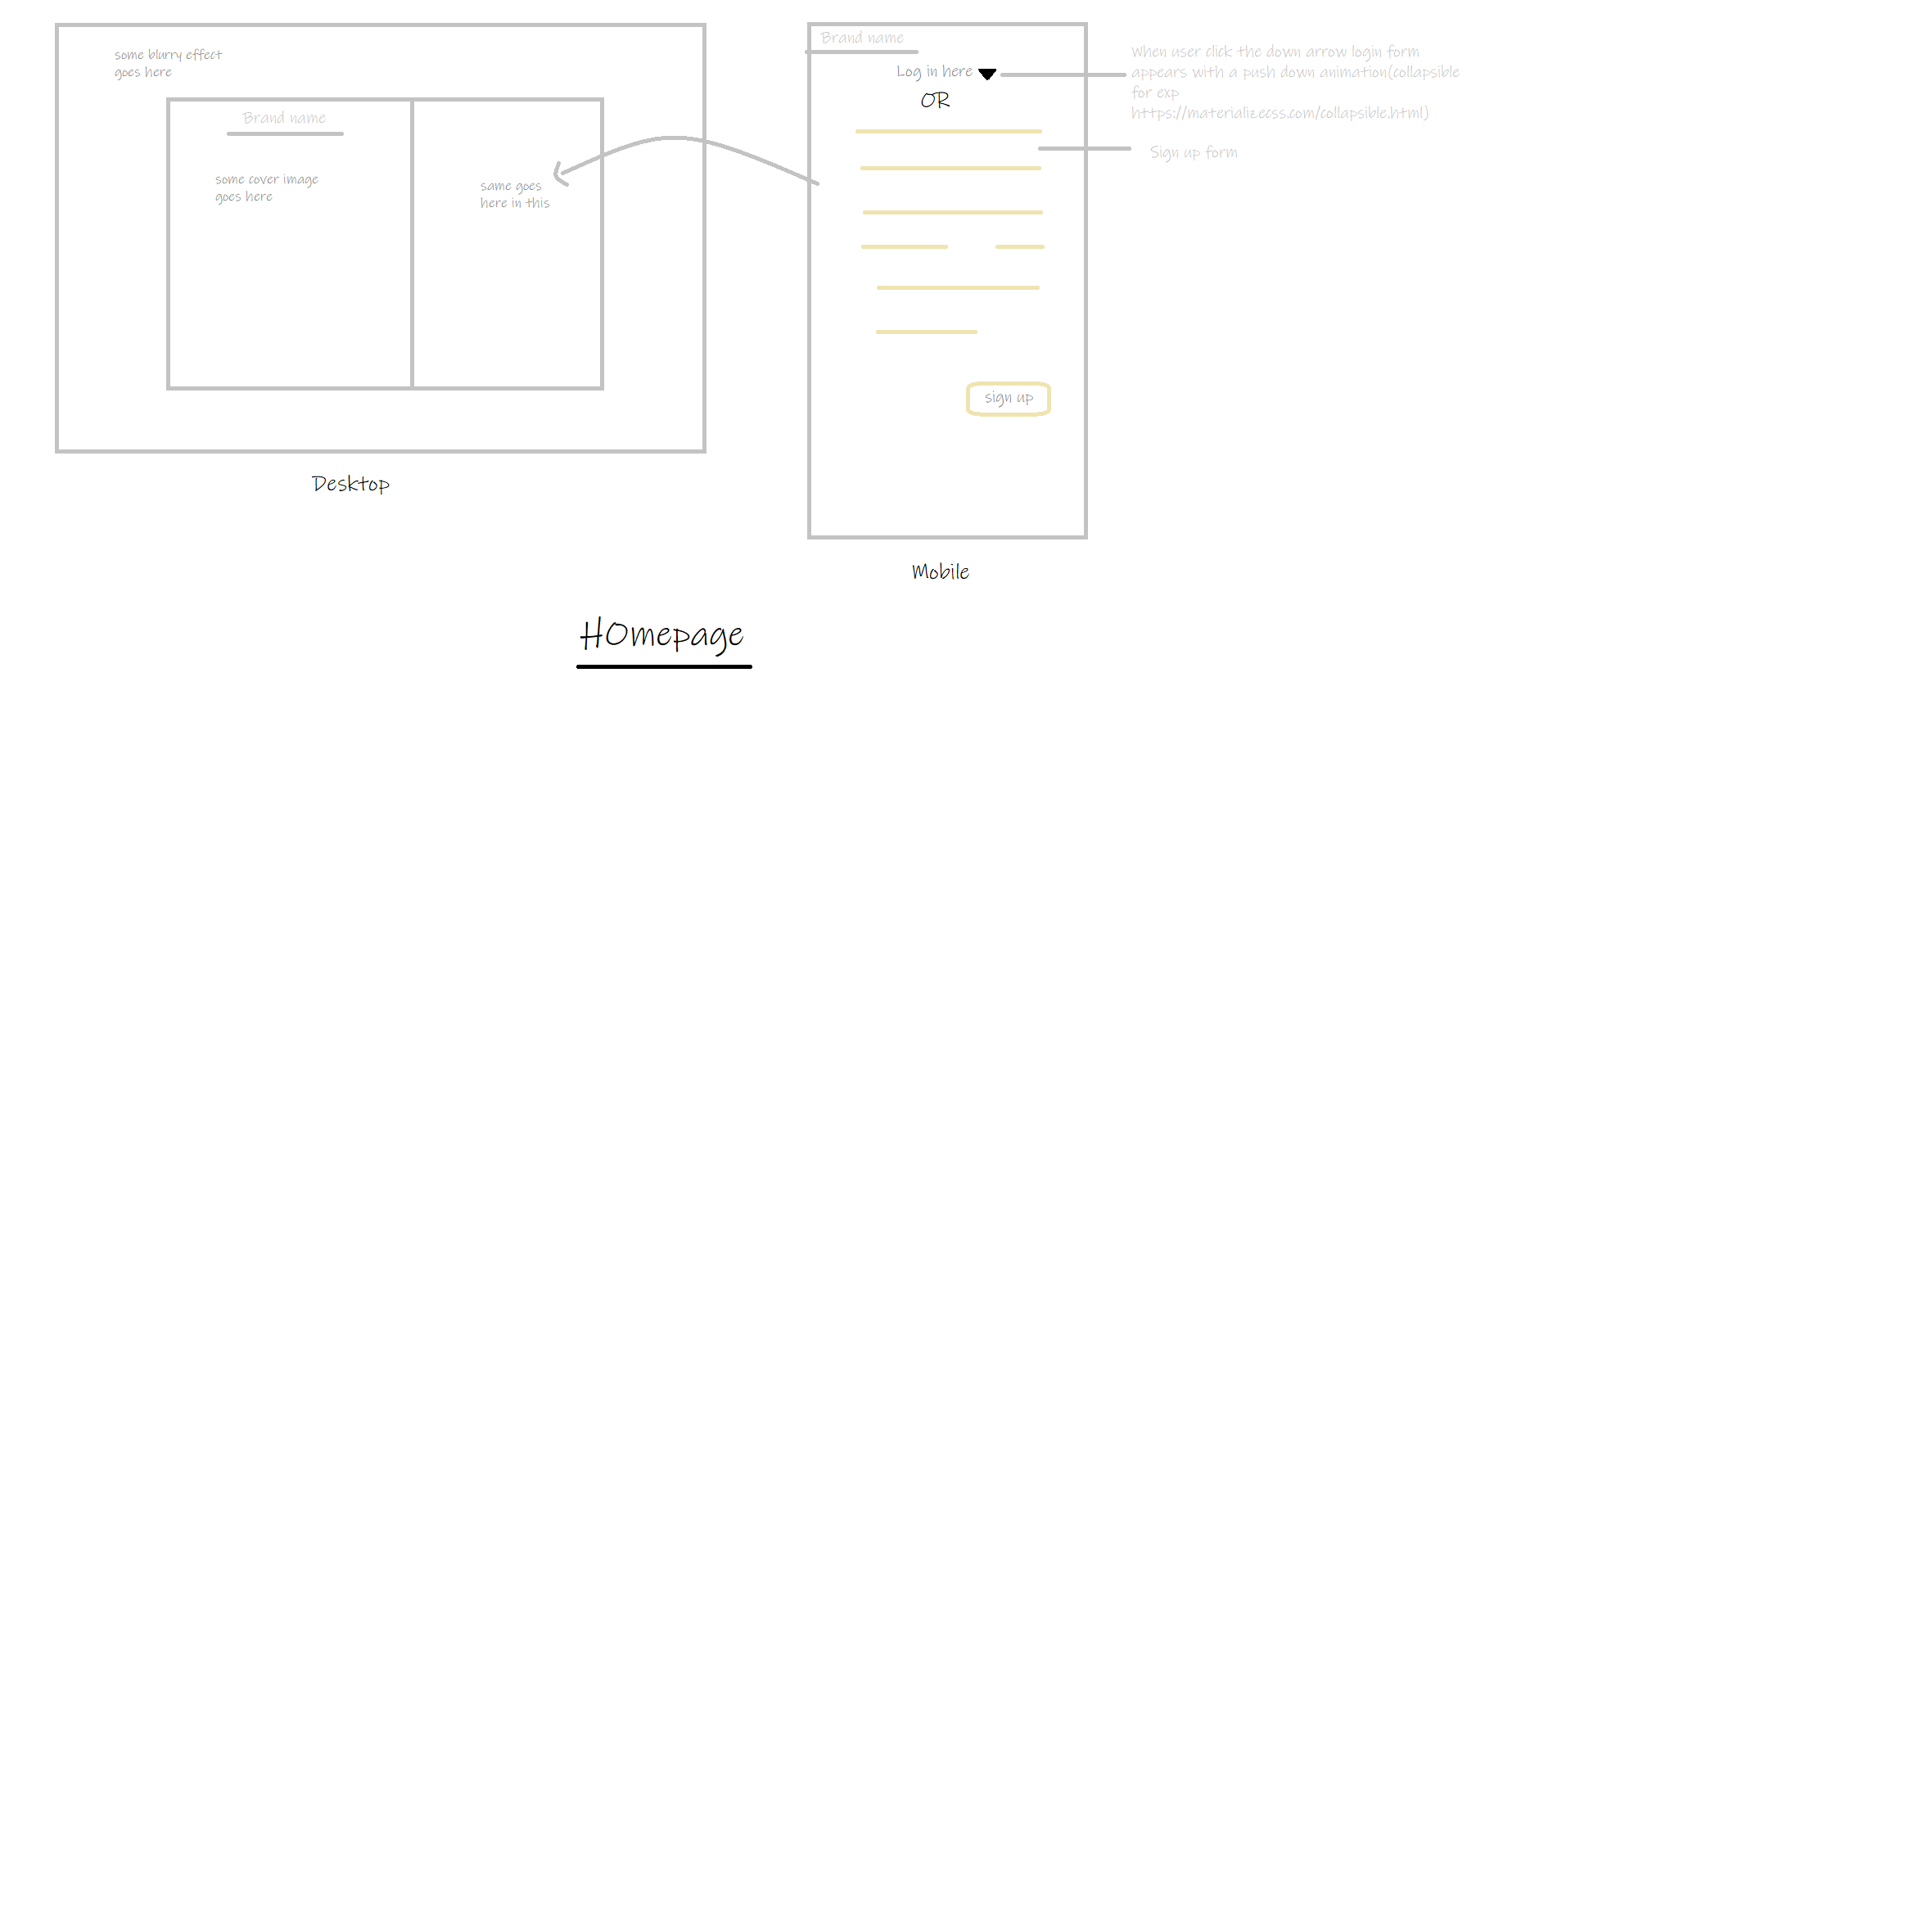 some blurry effect
goes here
Brand name
some cover image
goes here
same goes
here in this
Desktop
Brand name
Log in here
OR
sign up
Mobile
When user click the down arrow login form
appears with a push down animation(collapsible
for exp
https://materializecss.com/collapsible.html)
Sign up form
HOmepage